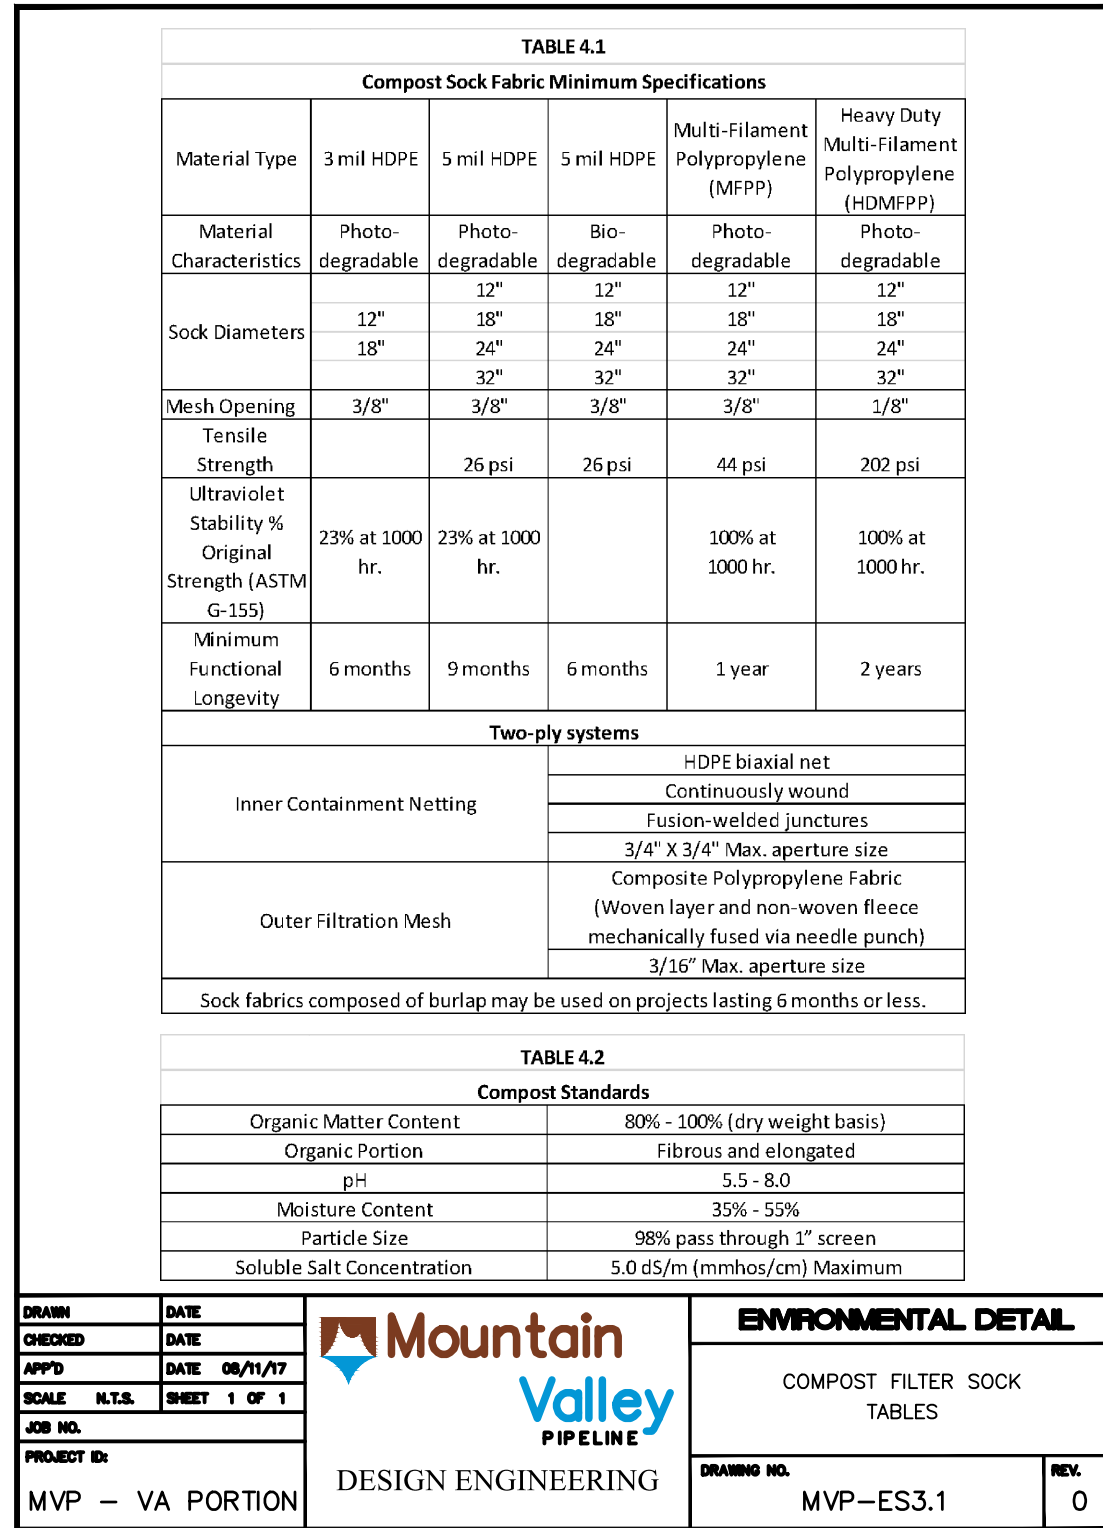 TABLE 4.1
Compost Sock Fabric Minimum Specifications
Material Type
3 mil HDPE
5 mil HDPE
5 mil HDPE
Multi-Filament
Polypropylene
(MFPP)
Heavy Duty
Multi-Filament
Polypropylene
(HDMFPP)
Material
Characteristics
Photo-
degradable
Photo-
degradable
Bio-
degradable
Photo-
degradable
Photo-
degradable
Sock Diameters
12"
18"
12"
18"
24"
32"
12"
18"
24"
32"
12"
18"
24"
32"
12"
18"
24"
32"
Mesh Opening
3/8"
3/8"
3/8"
3/8"
1/8"
Tensile
Strength
26 psi
26 psi
44 psi
202 psi
Ultraviolet
Stability %
Original
Strength (ASTM
G-155)
23% at 1000
hr.
23% at 1000
hr.
100% at
1000 hr.
100% at
1000 hr.
Minimum
Functional
Longevity
6 months
9 months
6 months
1 year
2 years
Two-ply systems
Inner Containment Netting
HDPE biaxial net
Continuously wound
Fusion-welded junctures
3/4" X 3/4" Max. aperture size
Outer Filtration Mesh
Composite Polypropylene Fabric
(Woven layer and non-woven fleece
mechanically fused via needle punch)
3/16” Max. aperture size
Sock fabrics composed of burlap may be used on projects lasting 6 months or less.
TABLE 4.2
Compost Standards
Organic Matter Content
80% - 100% (dry weight basis)
Organic Portion
Fibrous and elongated
pH
5.5 - 8.0
Moisture Content
35% - 55%
Particle Size
98% pass through 1” screen
Soluble Salt Concentration
5.0 dS/m (mmhos/cm) Maximum
DRAWN
DATE
CHECKED
DATE
APP'D
DATE 08/11/17
SCALE N.T.S.
SHEET 1 OF 1
JOB NO.
PROJECT ID:
MVP – VA PORTION
Mountain
Valley
PIPELINE
DESIGN ENGINEERING
ENVIRONMENTAL DETAIL
COMPOST FILTER SOCK
TABLES
DRAWING NO.
MVP–ES3.1
REV.
0